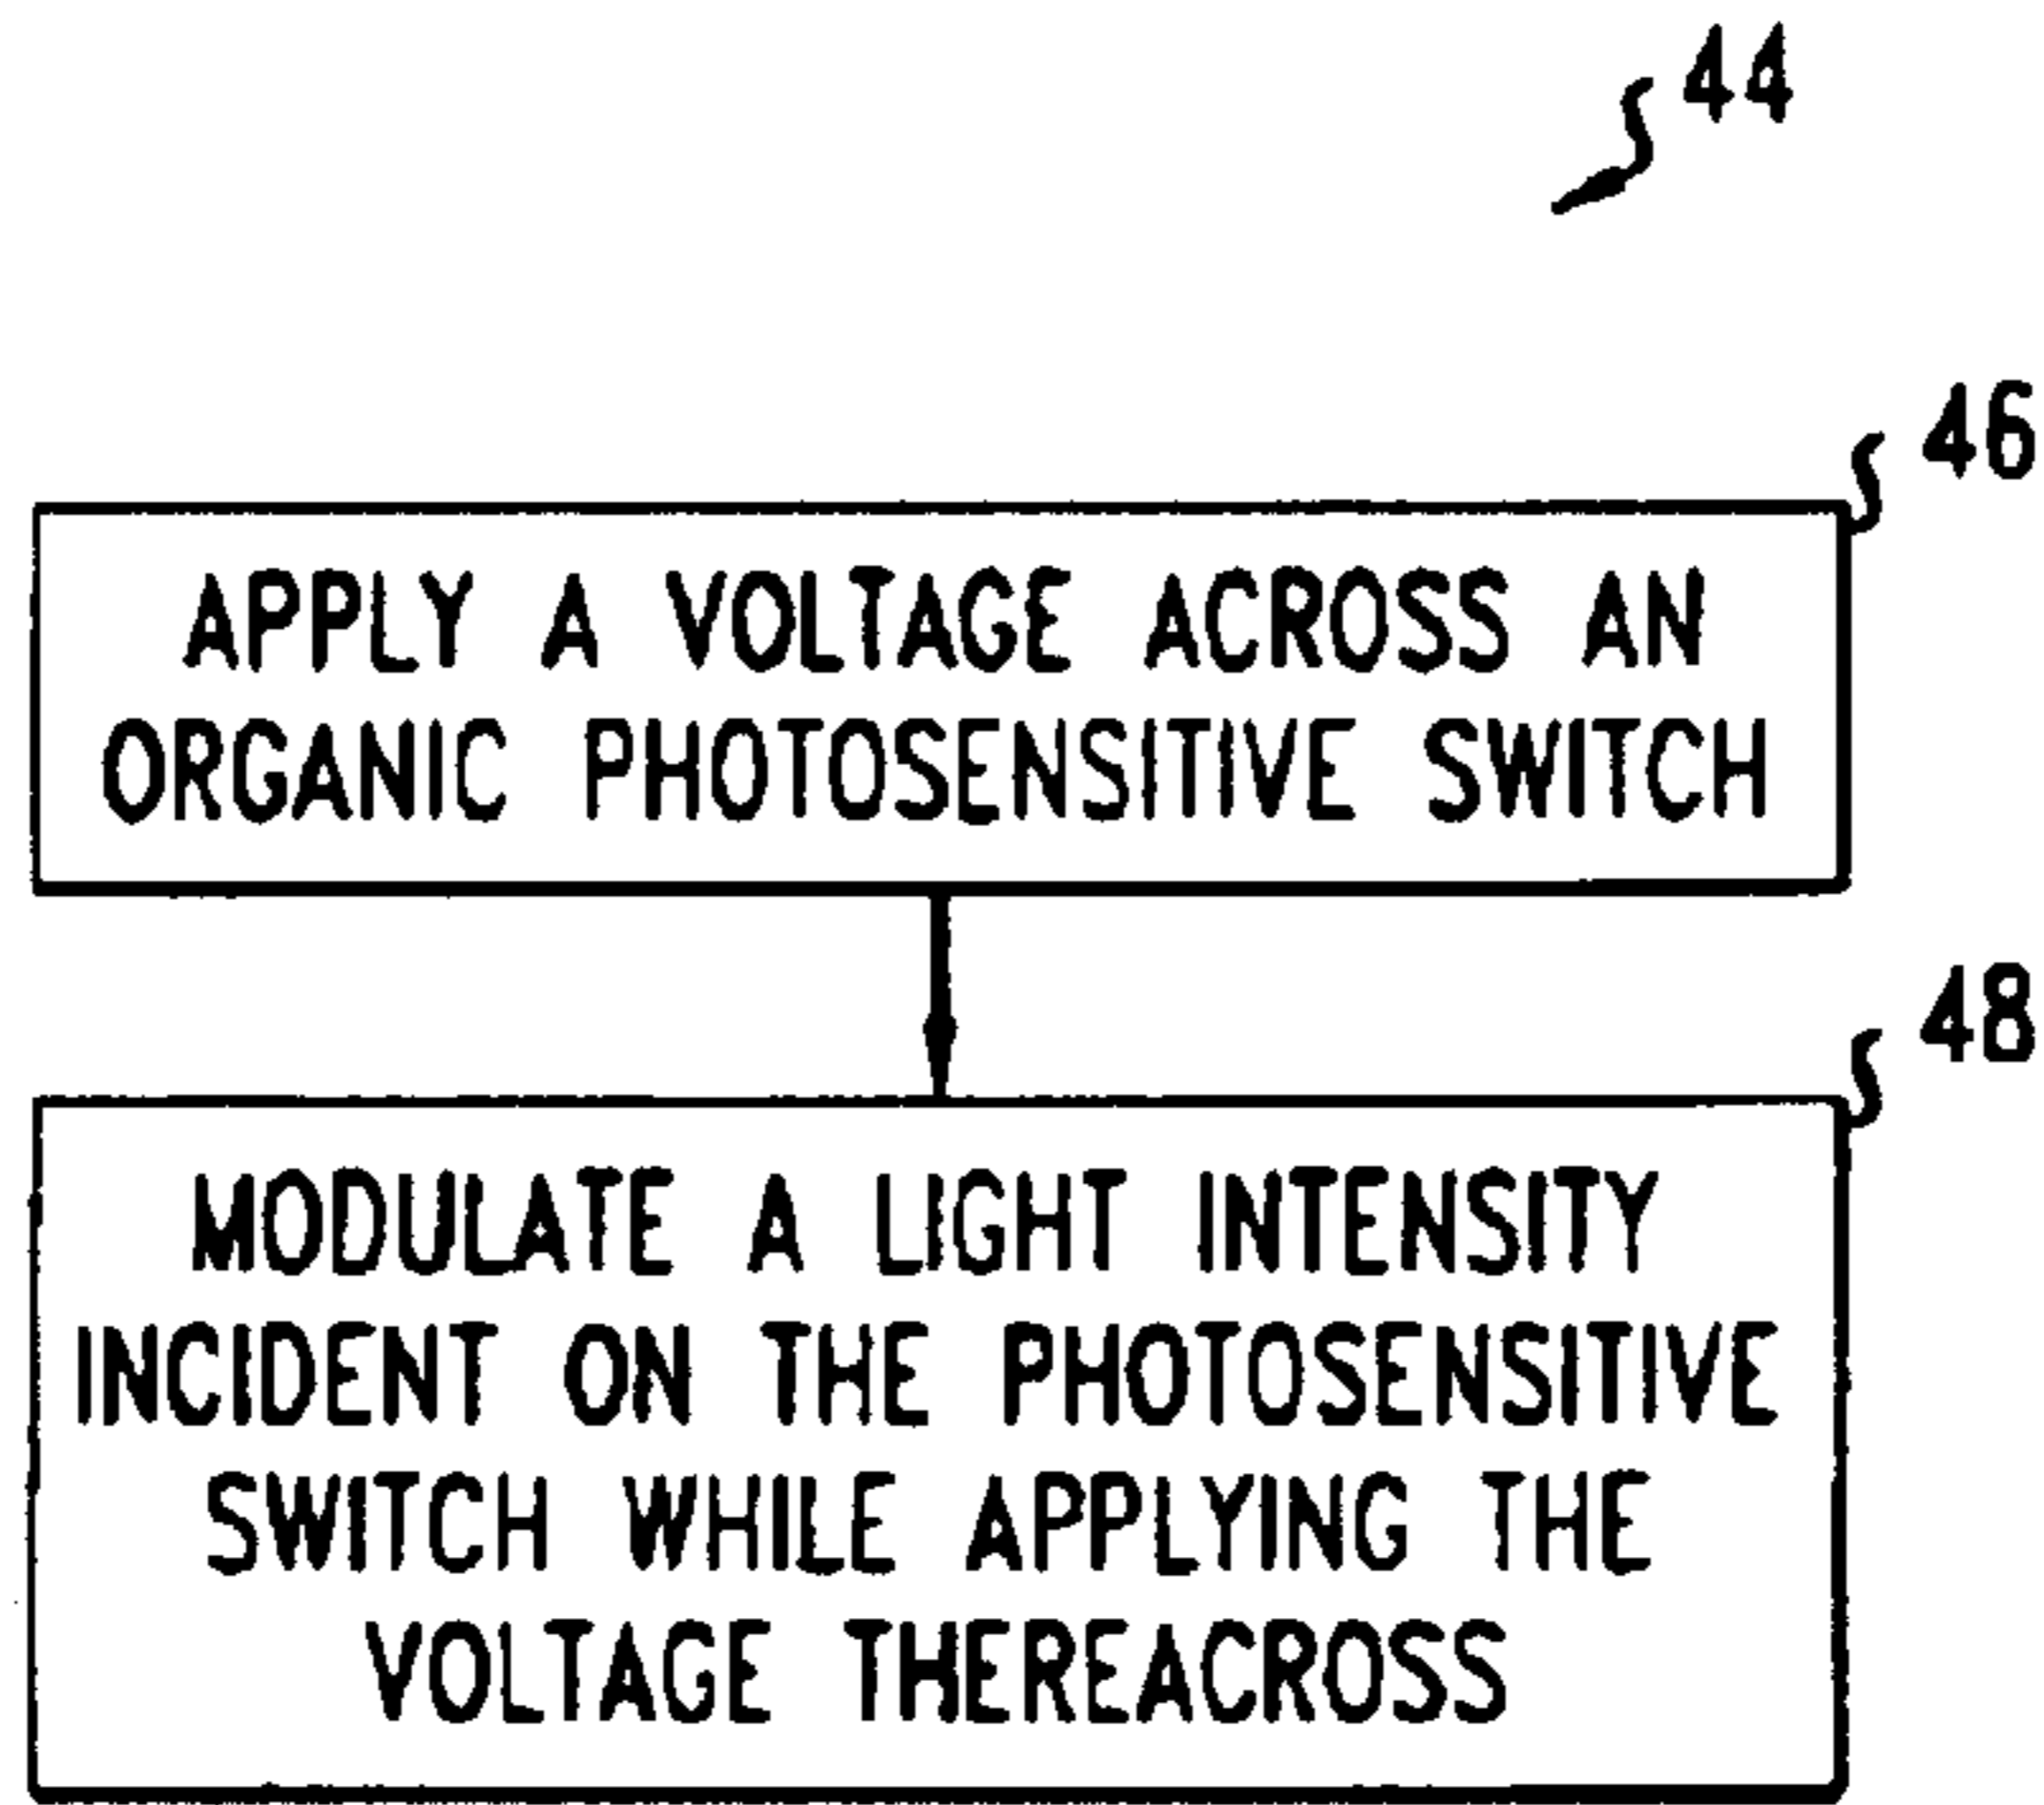 44
46
APPLY A VOLTAGE ACROSS AN
ORGANIC PHOTOSENSITIVE SWITCH
48
MODULATE A LIGHT INTENSITY
INCIDENT ON THE PHOTOSENSITIVE
SWITCH WHILE APPLYING THE
VOLTAGE THEREACROSS